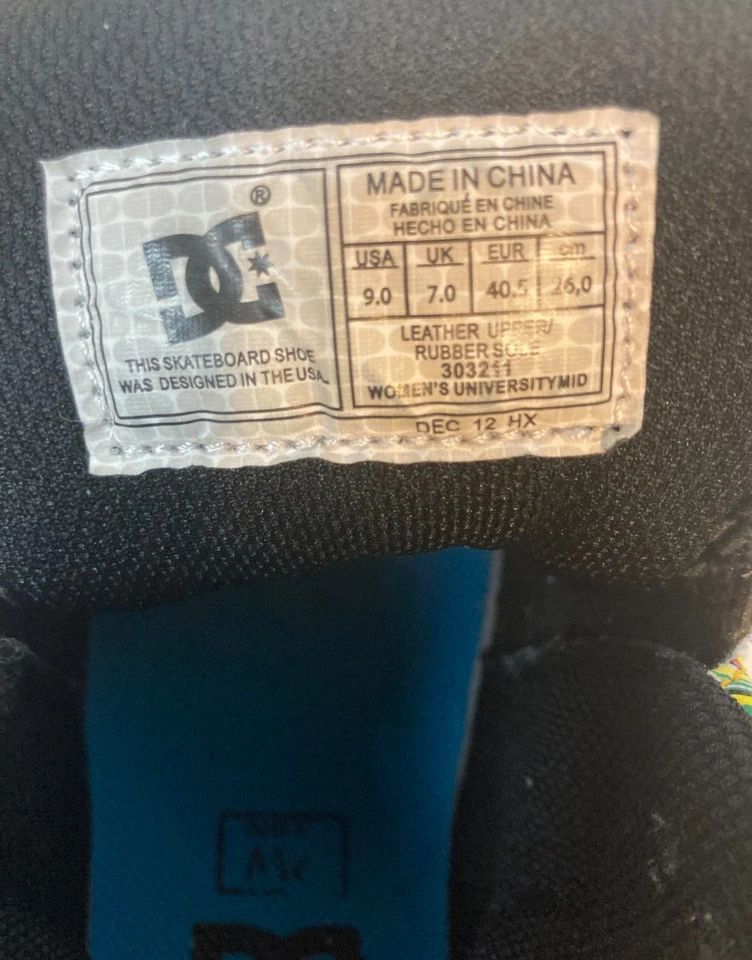 ®
DC
THIS SKATEBOARD SHOE
WAS DESIGNED IN THE USA
MADE IN CHINA
FABRIQUÉ EN CHINE
HECHO EN CHINA
USA UK EUR cm
9.0 7.0 40.5 26,0
LEATHER UPPER/
RUBBER SOLE
303211
WOMEN'S UNIVERSITYMID
DEC 12 HX